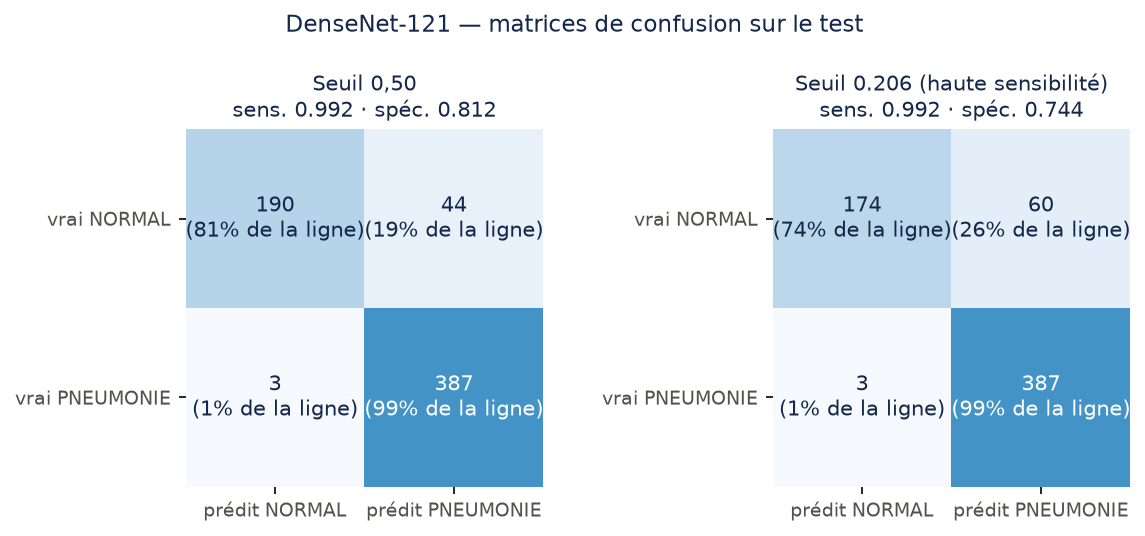 DenseNet-121 — matrices de confusion sur le test
Seuil 0,50
sens. 0.992 · spéc. 0.812
vrai NORMAL
190
(81% de la ligne)
44
(19% de la ligne)
vrai PNEUMONIE
3
(1% de la ligne)
387
(99% de la ligne)
prédit NORMAL
prédit PNEUMONIE
Seuil 0.206 (haute sensibilité)
sens. 0.992 · spéc. 0.744
vrai NORMAL
174
(74% de la ligne)
60
(26% de la ligne)
vrai PNEUMONIE
3
(1% de la ligne)
387
(99% de la ligne)
prédit NORMAL
prédit PNEUMONIE